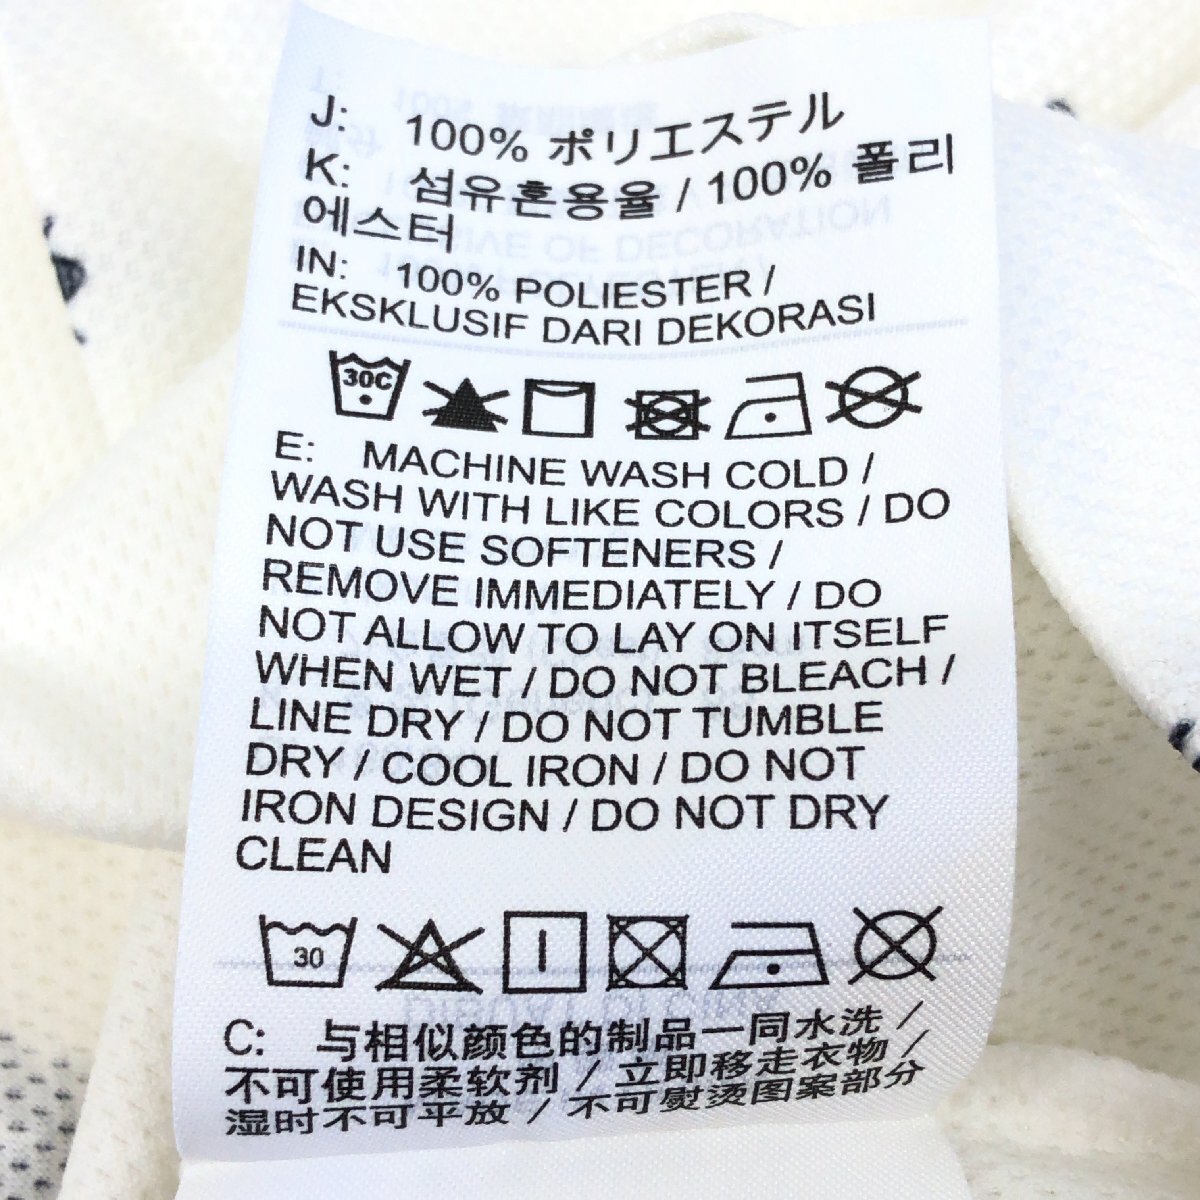 J: 100% ポリエステル
K: 섬유혼용율 / 100% 폴리
에스터
IN: 100% POLIESTER /
EKSKLUSIF DARI DEKORASI
30C
E: MACHINE WASH COLD /
WASH WITH LIKE COLORS / DO
NOT USE SOFTENERS /
REMOVE IMMEDIATELY / DO
NOT ALLOW TO LAY ON ITSELF
WHEN WET / DO NOT BLEACH /
LINE DRY / DO NOT TUMBLE
DRY / COOL IRON / DO NOT
IRON DESIGN / DO NOT DRY
CLEAN
30
C: 与相似颜色的制品一同水洗 /
不可使用柔软剂 / 立即移走衣物 /
湿时不可平放 / 不可熨烫图案部分